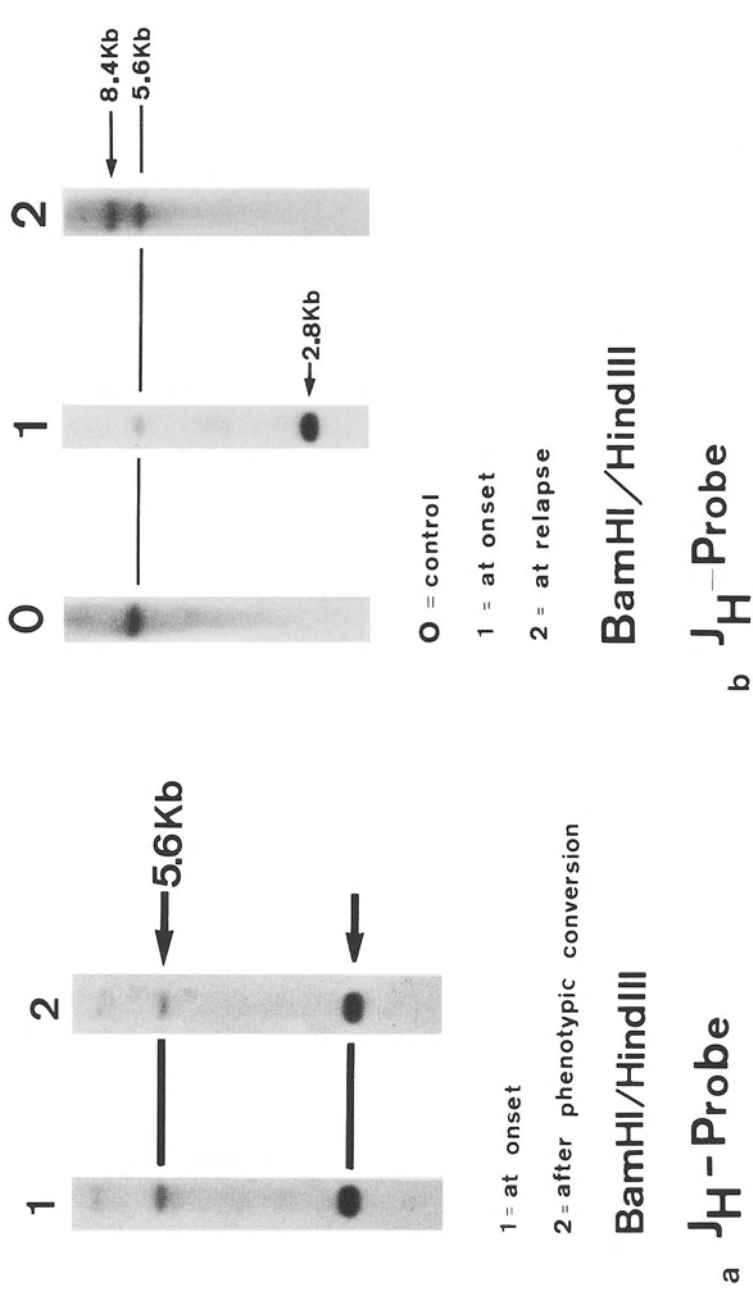 1 2
5.6Kb
1 = at onset
2 = after phenotypic conversion
BamHI/HindIII
JH-Probe
a
0 1 2
8.4Kb
5.6Kb
2.8Kb
0 = control
1 = at onset
2 = at relapse
BamHI/HindIII
JH-Probe
b